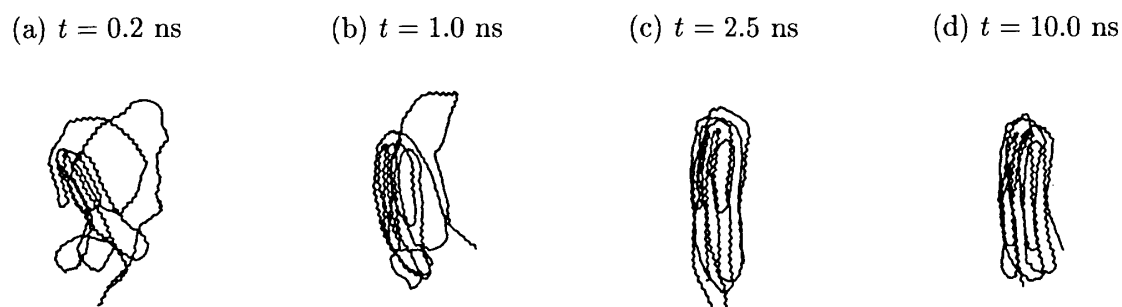 (a) t = 0.2 ns (b) t = 1.0 ns (c) t = 2.5 ns (d) t = 10.0 ns